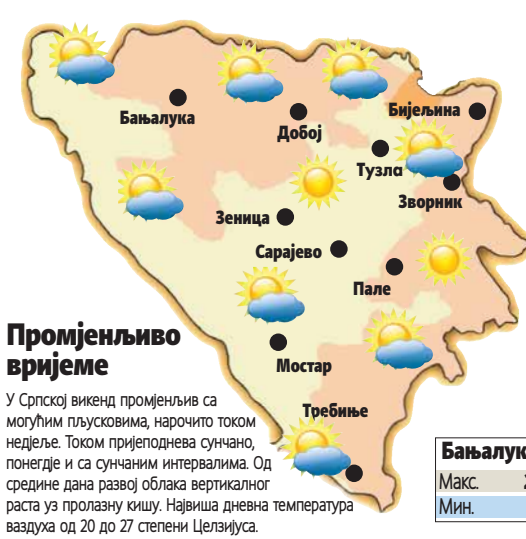 Бањалука
Добој
Бијељина
Тузла
Зворник
Зеница
Сарајево
Пале
Мостар
Требиње
Промјенљиво
вријеме
У Српској викенд промјенљив са
могућим пљусковима, нарочито током
недјеље. Током пријеподнева сунчано,
понегдје и са сунчаним интервалима. Од
средине дана развој облака вертикалног
раста уз пролазну кишу. Највиша дневна температура
ваздуха од 20 до 27 степени Целзијуса.
Макс.
Мин.